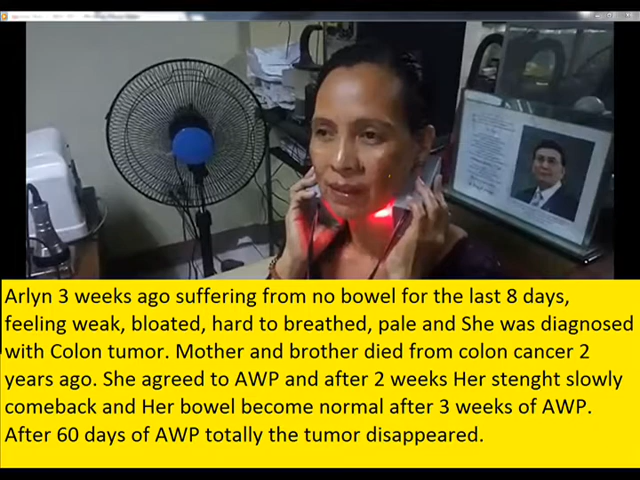 Arlyn 3 weeks ago suffering from no bowel for the last 8 days,
feeling weak, bloated, hard to breathed, pale and She was diagnosed
with Colon tumor. Mother and brother died from colon cancer 2
years ago. She agreed to AWP and after 2 weeks Her stenght slowly
comeback and Her bowel become normal after 3 weeks of AWP.
After 60 days of AWP totally the tumor disappeared.